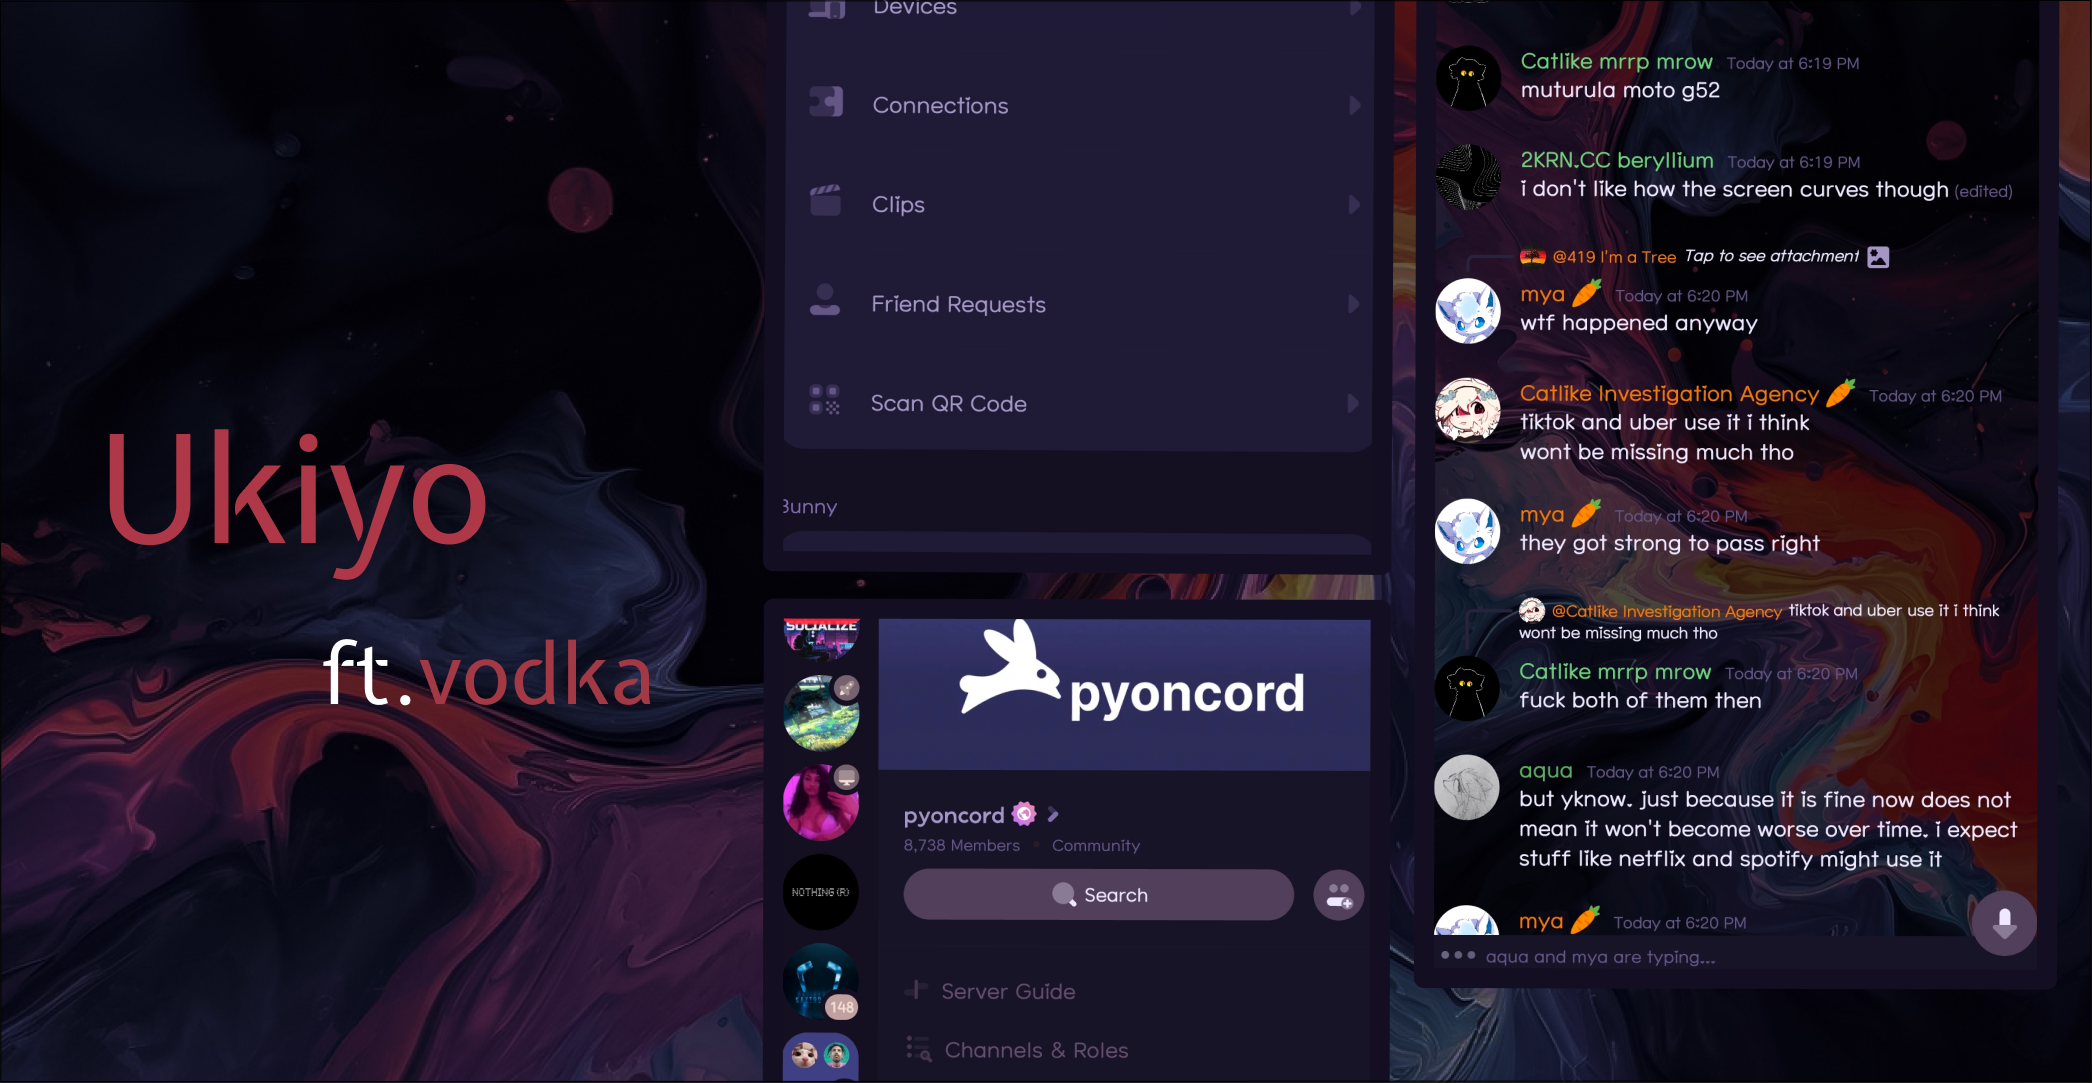 Ukiyo
ft.vodka
Devices
Connections
Clips
Friend Requests
Scan QR Code
Bunny
SOCIALIZE
NOTHING (R)
148
pyoncord
pyoncord
8,738 Members
Community
Search
Server Guide
Channels & Roles
Catlike mrrp mrow Today at 6:19 PM
muturula moto g52
2KRN.CC beryllium Today at 6:19 PM
i don't like how the screen curves though (edited)
@419 I'm a Tree Tap to see attachment
mya 🥕 Today at 6:20 PM
wtf happened anyway
Catlike Investigation Agency 🥕 Today at 6:20 PM
tiktok and uber use it i think
wont be missing much tho
mya 🥕 Today at 6:20 PM
they got strong to pass right
@Catlike Investigation Agency tiktok and uber use it i think
wont be missing much tho
Catlike mrrp mrow Today at 6:20 PM
fuck both of them then
aqua Today at 6:20 PM
but yknow. just because it is fine now does not
mean it won't become worse over time. i expect
stuff like netflix and spotify might use it
mya 🥕 Today at 6:20 PM
aqua and mya are typing...